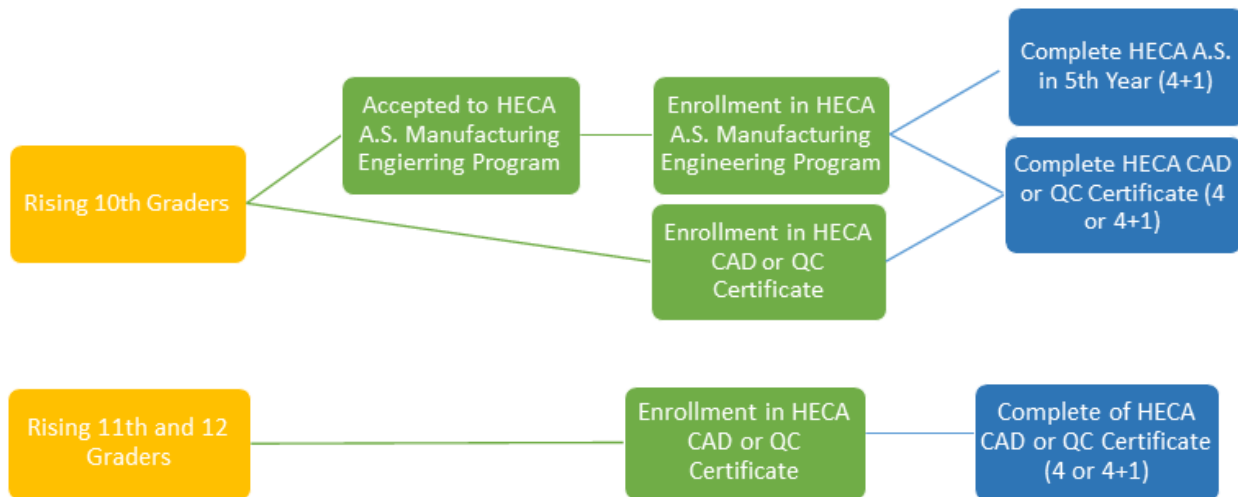 Complete HECA A.S.
in 5th Year (4+1)
Accepted to HECA
A.S. Manufacturing
Engierring Program
Enrollment in HECA
A.S. Manufacturing
Engineering Program
Rising 10th Graders
Complete HECA CAD
or QC Certificate (4
or 4+1)
Enrollment in HECA
CAD or QC
Certificate
Rising 11th and 12
Graders
Enrollment in HECA
CAD or QC
Certificate
Complete of HECA
CAD or QC Certificate
(4 or 4+1)